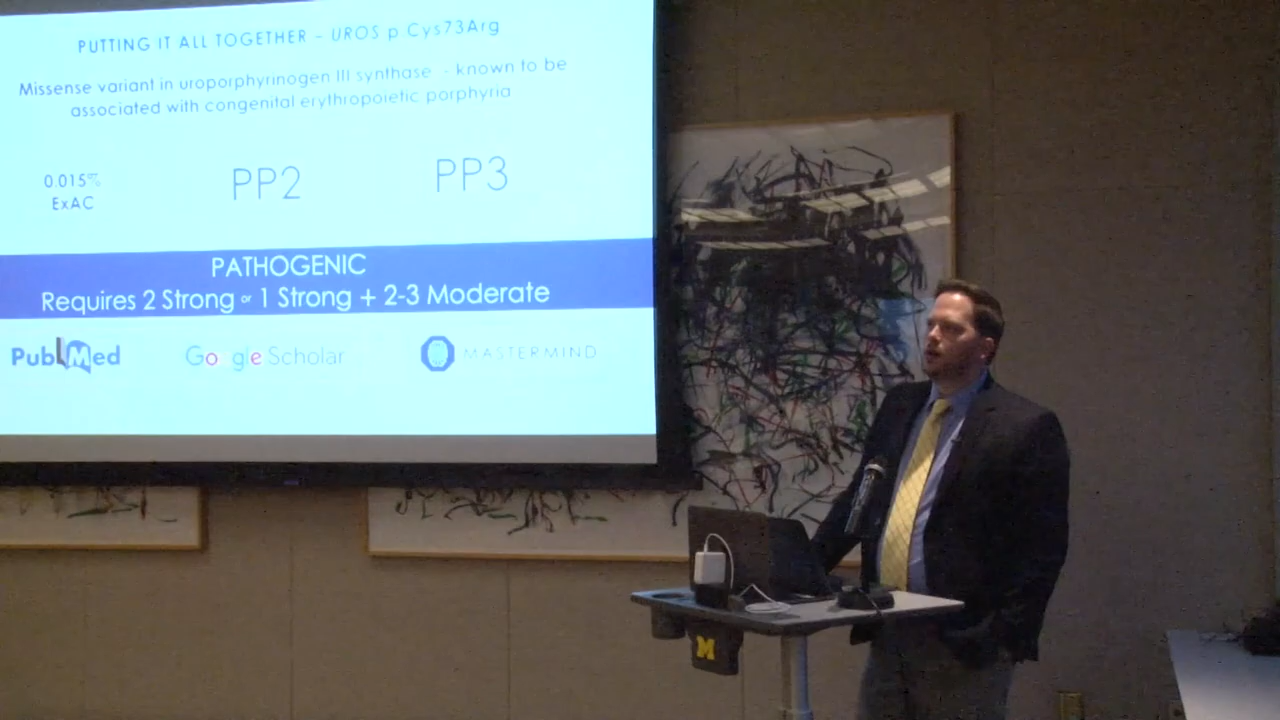 PUTTING IT ALL TOGETHER – UROS p Cys73Arg
Missense variant in uroporphyrinogen III synthase - known to be
associated with congenital erythropoietic porphyria
0.015%
ExAC
PP2
PP3
PATHOGENIC
Requires 2 Strong or 1 Strong + 2-3 Moderate
PubMed
Google Scholar
MASTERMIND
M